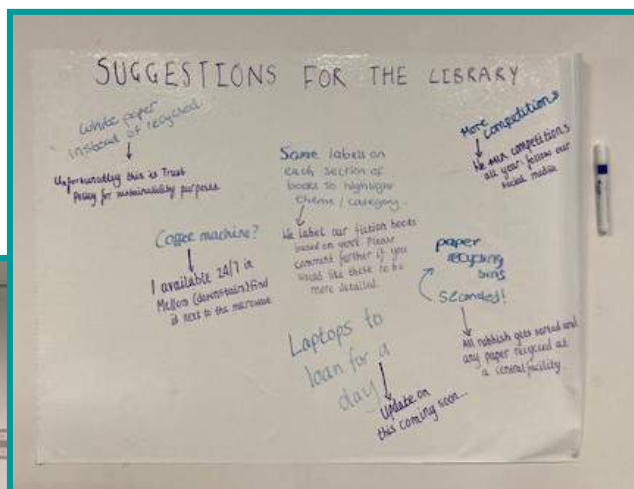 SUGGESTIONS FOR THE LIBRARY
White paper
instead of recycled.
Unfortunately this is Trust
Policy for sustainability purposes.
More
competitions
We run competitions
all year: follow our
social media
Some labels on
each section of
books to highlight
theme / category...
We label our fiction books
based on genre. Please
comment further if you
would like these to be
more detailed.
Coffee machine?
1 available 24/7 in
Mellon (downstairs)
is next to the microwave
paper
recycling
bins
seconded!
All rubbish gets sorted and
any paper recycled at
a central facility.
Laptops to
loan for a
day
Update on
this coming soon...